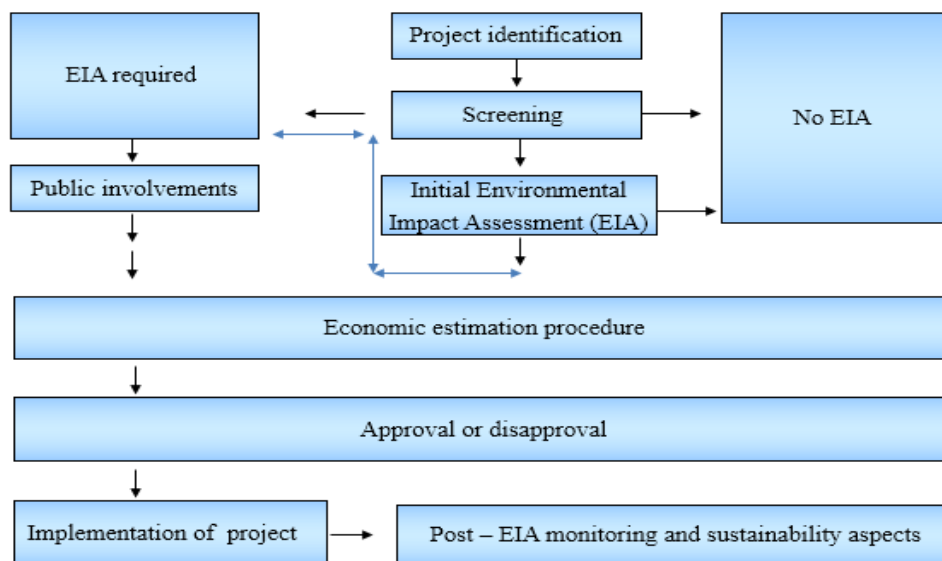 Project identification
EIA required
Screening
No EIA
Public involvements
Initial Environmental
Impact Assessment (EIA)
Economic estimation procedure
Approval or disapproval
Implementation of project
Post – EIA monitoring and sustainability aspects